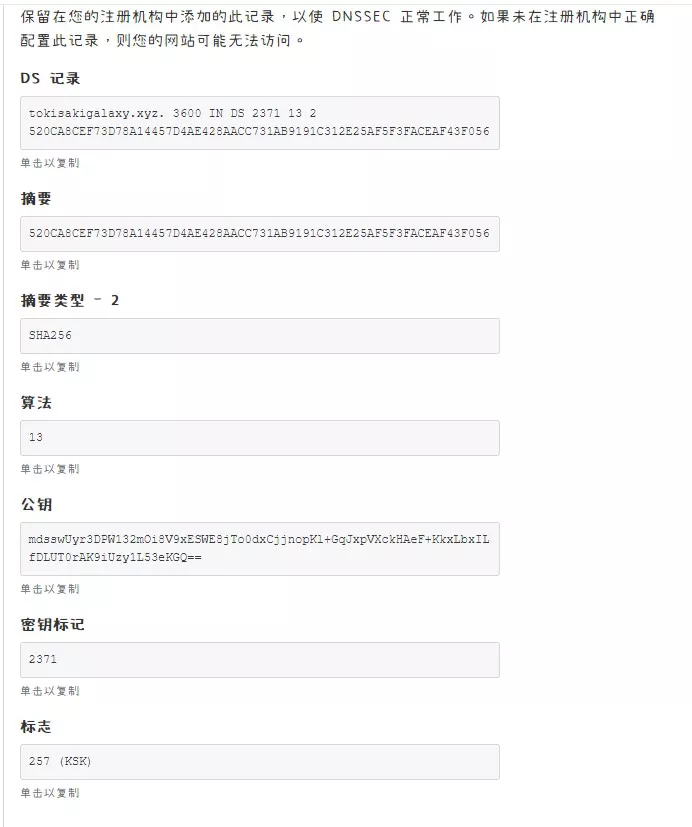 保留在您的注册机构中添加的此记录，以使 DNSSEC 正常工作。如果未在注册机构中正确
配置此记录，则您的网站可能无法访问。
DS 记录
tokisakigalaxy.xyz. 3600 IN DS 2371 13 2
520CA8CEF73D78A14457D4AE428AACC731AB9191C312E25AF5F3FACEAF43F056
单击以复制
摘要
520CA8CEF73D78A14457D4AE428AACC731AB9191C312E25AF5F3FACEAF43F056
单击以复制
摘要类型 - 2
SHA256
单击以复制
算法
13
单击以复制
公钥
mdsswUyr3DPW132mOi8V9xESWE8jTo0dxCjjnopKl+GqJxpVXckHAeF+KkxLbxIL
fDLUT0rAK9iUzy1L53eKGQ==
单击以复制
密钥标记
2371
单击以复制
标志
257 (KSK)
单击以复制